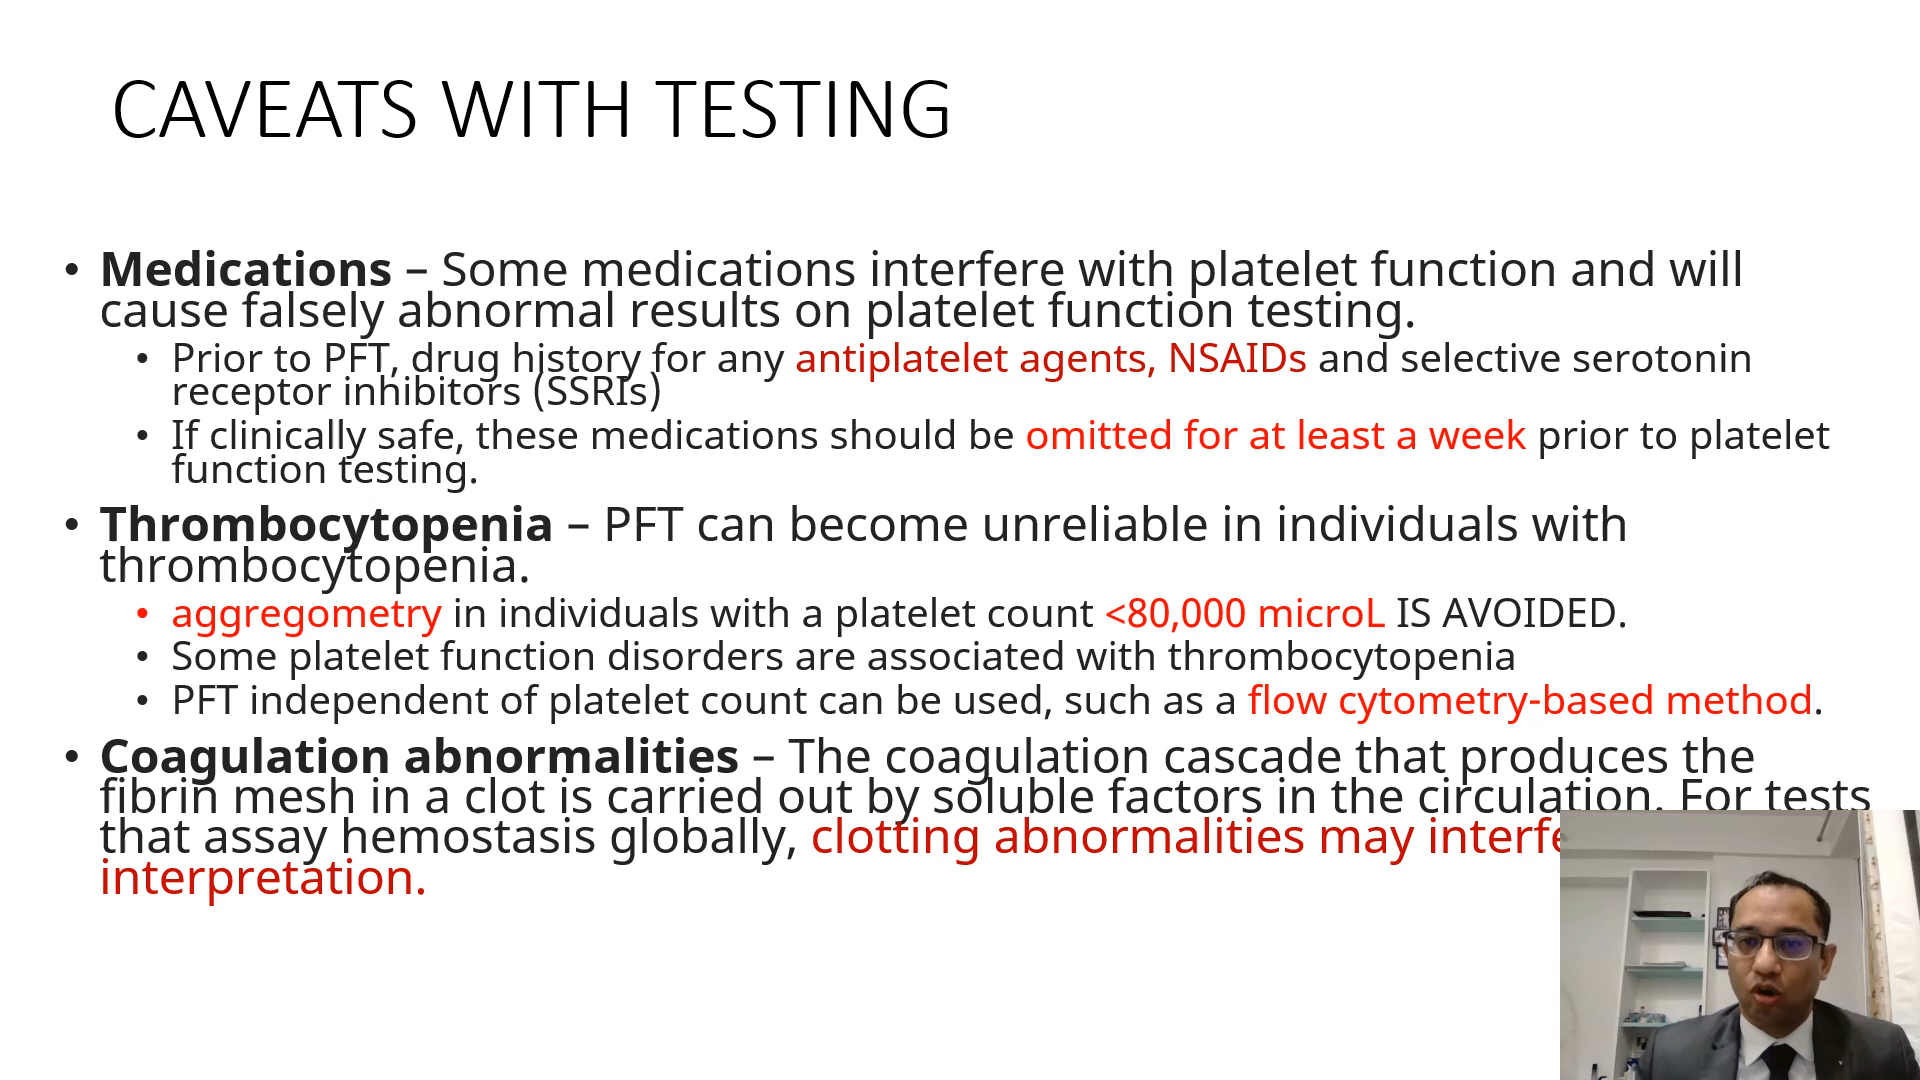 CAVEATS WITH TESTING
• Medications – Some medications interfere with platelet function and will
cause falsely abnormal results on platelet function testing.
• Prior to PFT, drug history for any antiplatelet agents, NSAIDs and selective serotonin
receptor inhibitors (SSRIs)
• If clinically safe, these medications should be omitted for at least a week prior to platelet
function testing.
• Thrombocytopenia – PFT can become unreliable in individuals with
thrombocytopenia.
• aggregometry in individuals with a platelet count <80,000 microL IS AVOIDED.
• Some platelet function disorders are associated with thrombocytopenia
• PFT independent of platelet count can be used, such as a flow cytometry-based method.
• Coagulation abnormalities – The coagulation cascade that produces the
fibrin mesh in a clot is carried out by soluble factors in the circulation. For tests
that assay hemostasis globally, clotting abnormalities may
interpretation.